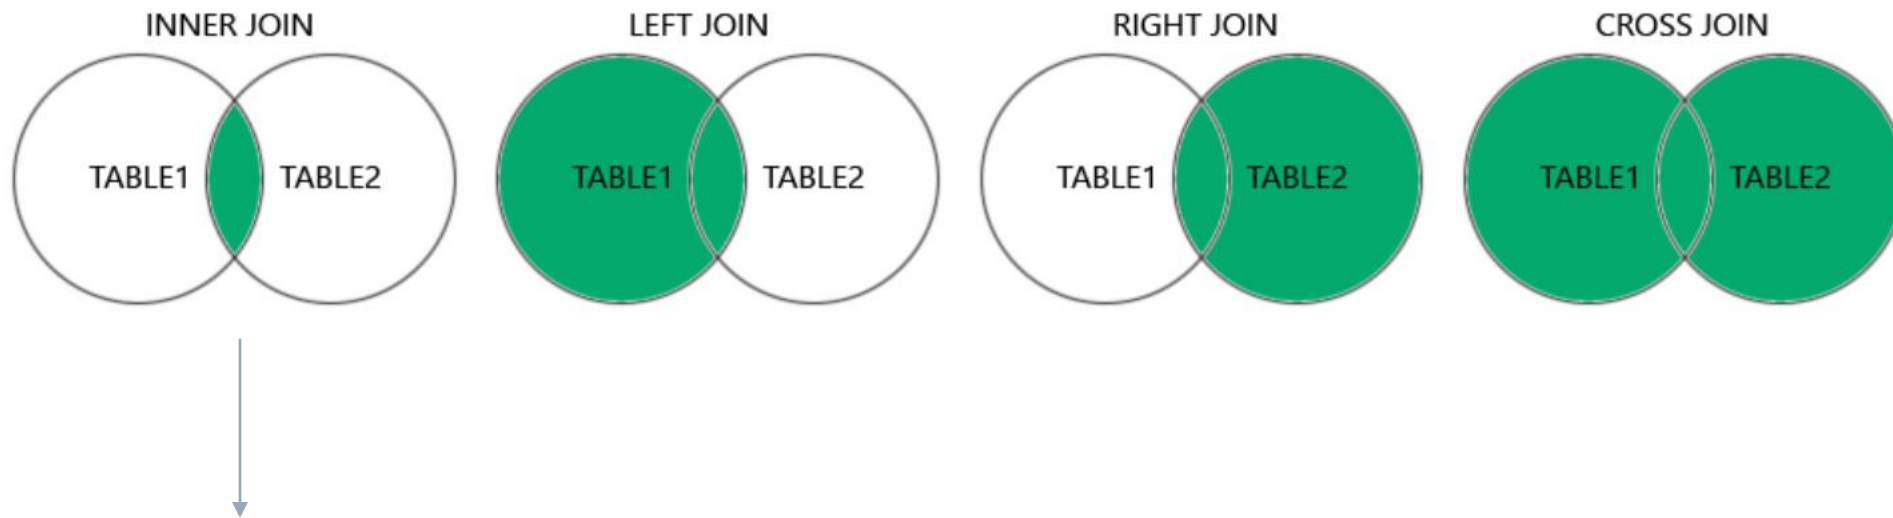 INNER JOIN
TABLE1 TABLE2
LEFT JOIN
TABLE1 TABLE2
RIGHT JOIN
TABLE1 TABLE2
CROSS JOIN
TABLE1 TABLE2